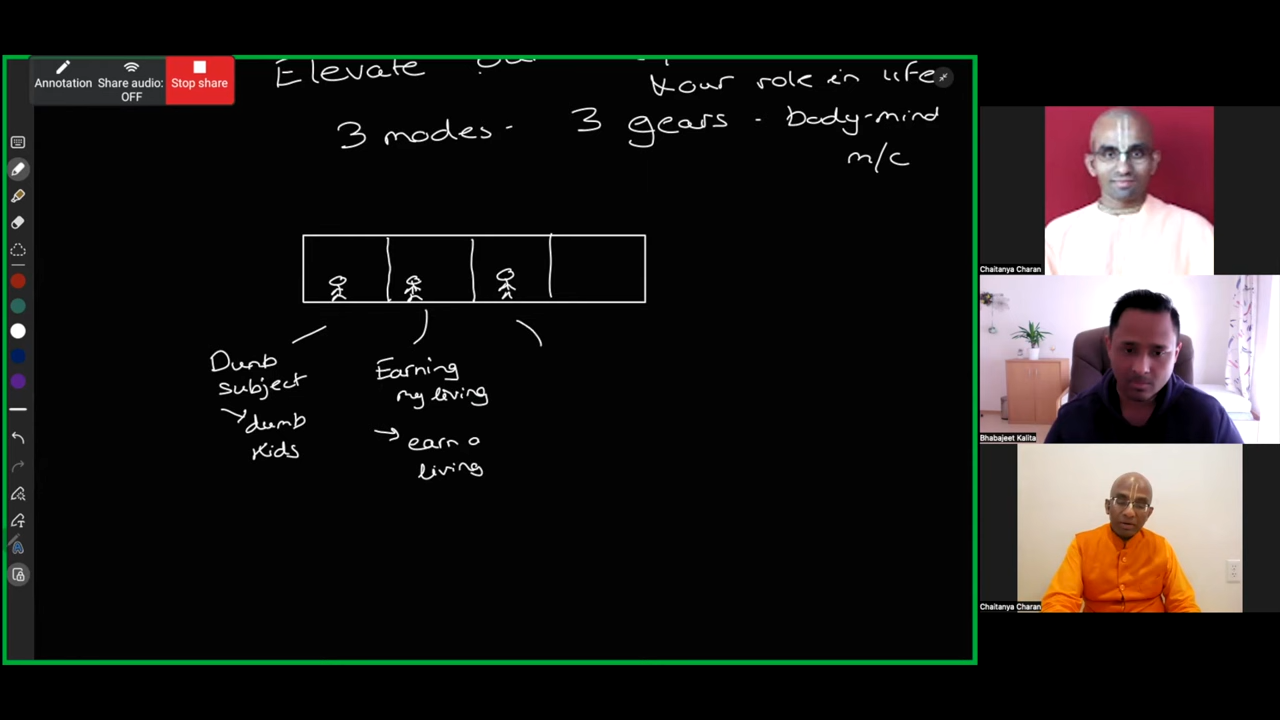 Annotation
Share audio:
OFF
Stop share
Elevate
Your role in life
3 modes - 3 gears - body-mind
m/c
Dumb
subject
→ dumb
kids
Earning
my living
→ earn a
living
Chaitanya Charan
Bhabajeet Kalita
Chaitanya Charan